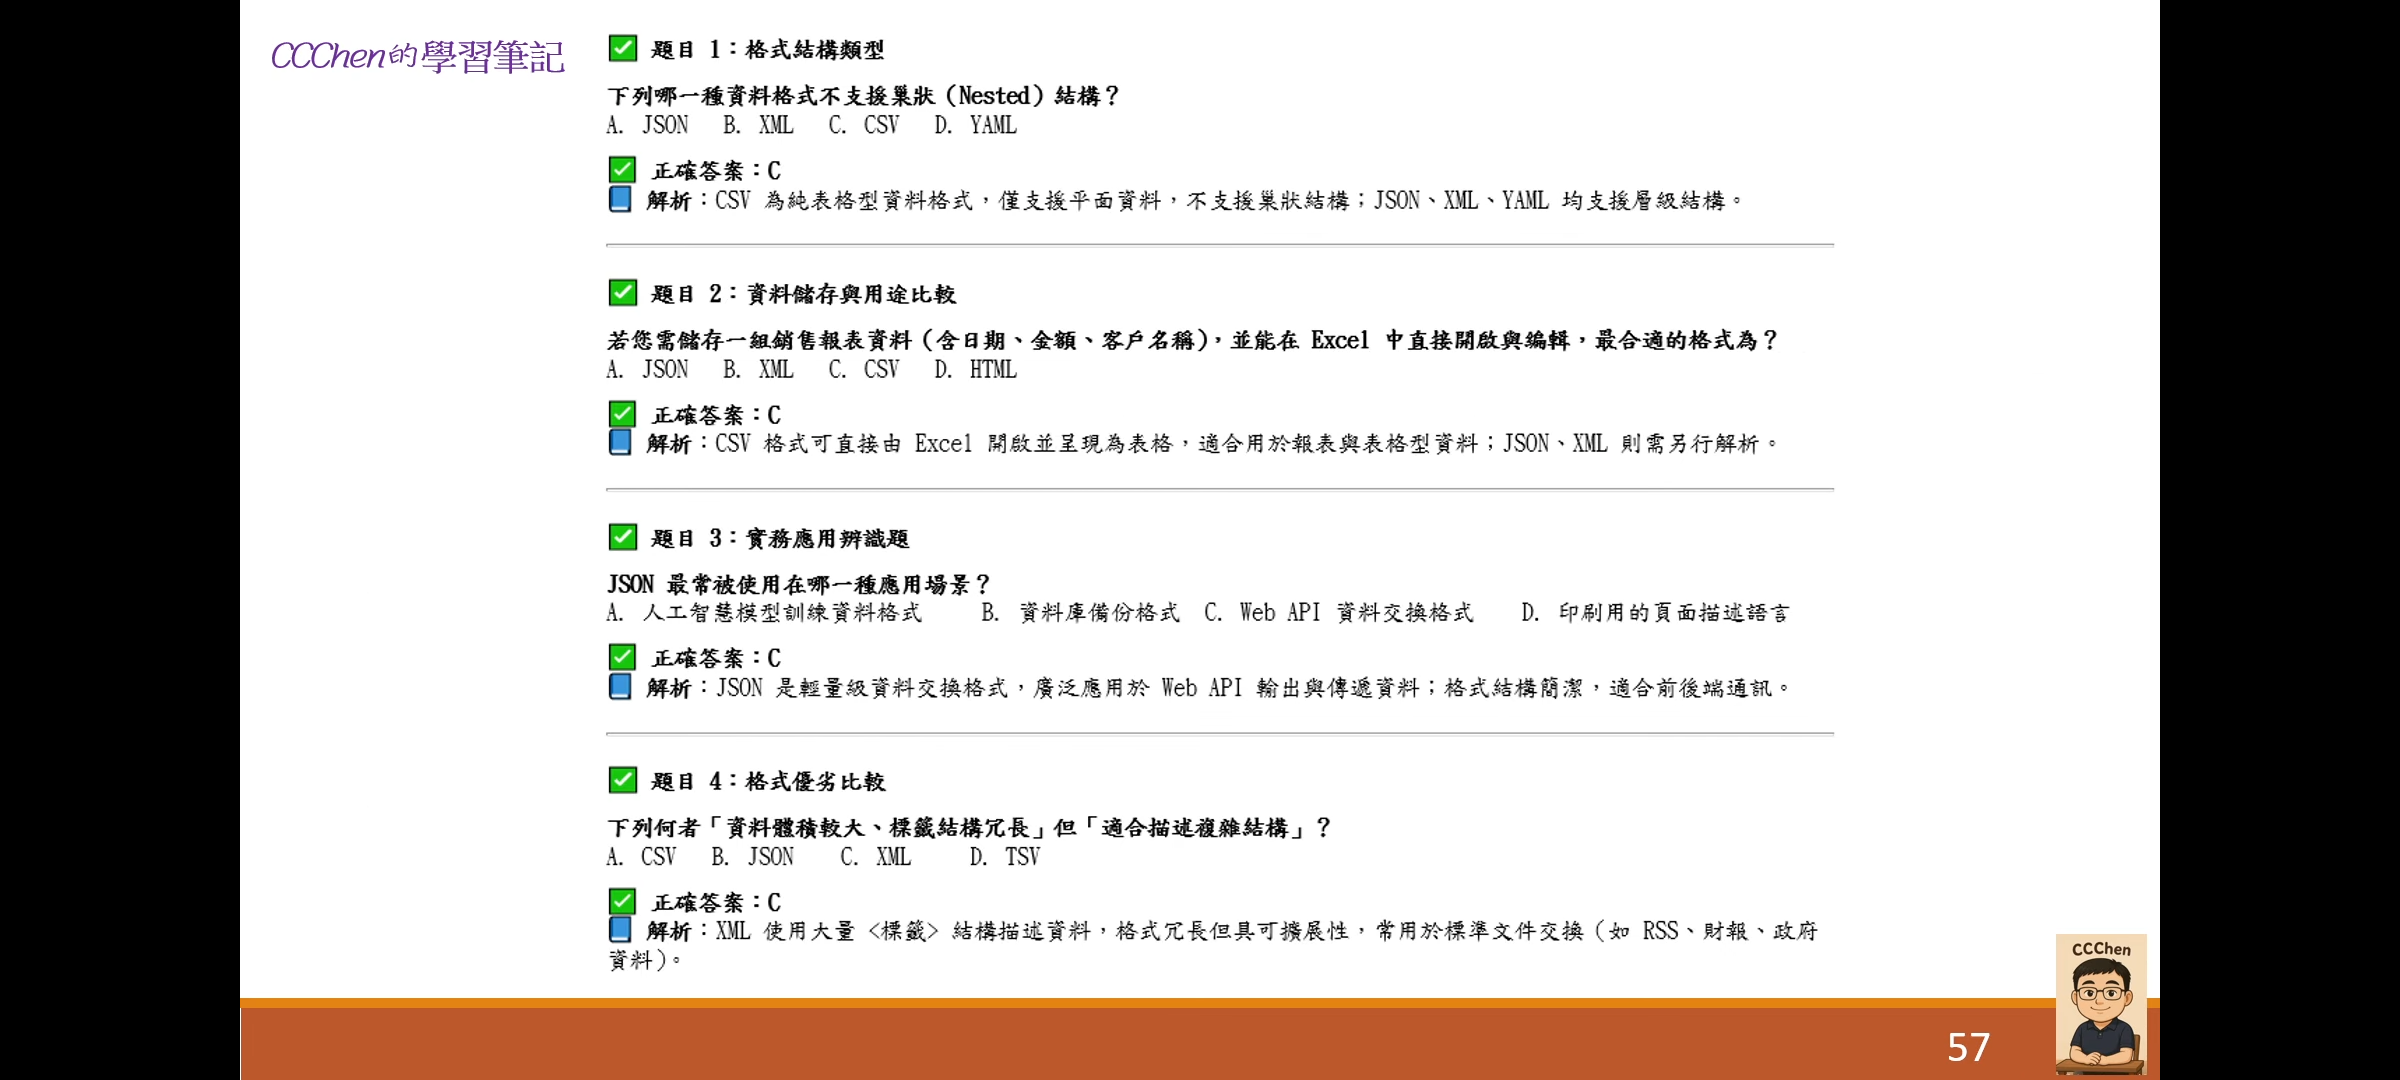 CCChen的學習筆記
✅ 題目 1：格式結構類型
下列哪一種資料格式不支援巢狀（Nested）結構？
A. JSON B. XML C. CSV D. YAML
✅ 正確答案：C
📘 解析：CSV 為純表格型資料格式，僅支援平面資料，不支援巢狀結構；JSON、XML、YAML 均支援層級結構。
✅ 題目 2：資料儲存與用途比較
若您需儲存一組銷售報表資料（含日期、金額、客戶名稱），並能在 Excel 中直接開啟與編輯，最合適的格式為？
A. JSON B. XML C. CSV D. HTML
✅ 正確答案：C
📘 解析：CSV 格式可直接由 Excel 開啟並呈現為表格，適合用於報表與表格型資料；JSON、XML 則需另行解析。
✅ 題目 3：實務應用辨識題
JSON 最常被使用在哪一種應用場景？
A. 人工智慧模型訓練資料格式 B. 資料庫備份格式 C. Web API 資料交換格式 D. 印刷用的頁面描述語言
✅ 正確答案：C
📘 解析：JSON 是輕量級資料交換格式，廣泛應用於 Web API 輸出與傳遞資料；格式結構簡潔，適合前後端通訊。
✅ 題目 4：格式優劣比較
下列何者「資料體積較大、標籤結構冗長」但「適合描述複雜結構」？
A. CSV B. JSON C. XML D. TSV
✅ 正確答案：C
📘 解析：XML 使用大量 <標籤> 結構描述資料，格式冗長但具可擴展性，常用於標準文件交換（如 RSS、財報、政府
資料）。
CCChen
57